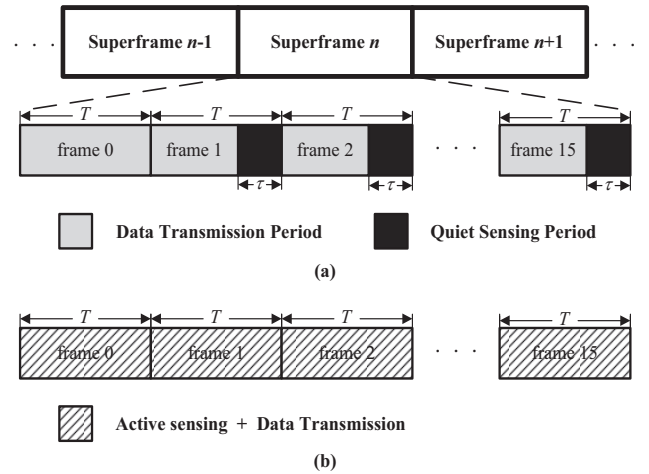 . . . Superframe n-1 Superframe n Superframe n+1 . . .
T T T T
frame 0 frame 1 frame 2 . . . frame 15
τ τ τ
Data Transmission Period Quiet Sensing Period
(a)
T T T T
frame 0 frame 1 frame 2 . . . frame 15
Active sensing + Data Transmission
(b)